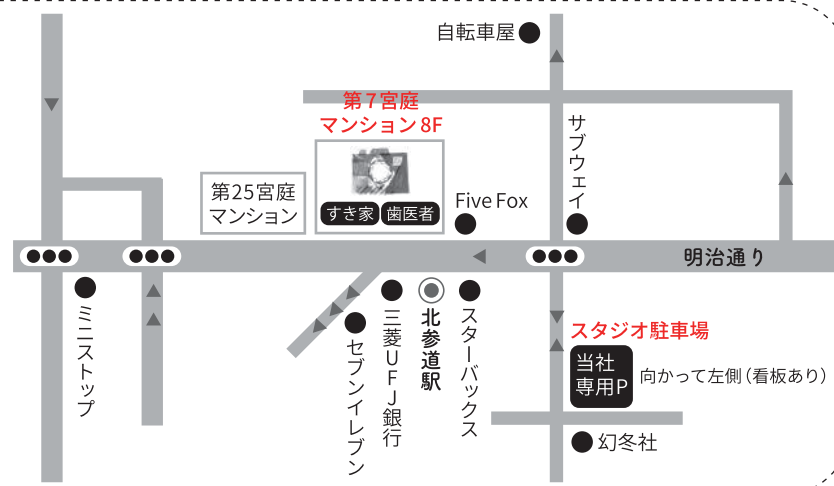 自転車屋
第7宮庭
マンション8F
サブウェイ
第25宮庭
マンション
すき家
歯医者
Five Fox
明治通り
ミニストップ
セブンイレブン
三菱UFJ銀行
北参道駅
スターバックス
スタジオ駐車場
当社
専用P
向かって左側（看板あり）
幻冬社